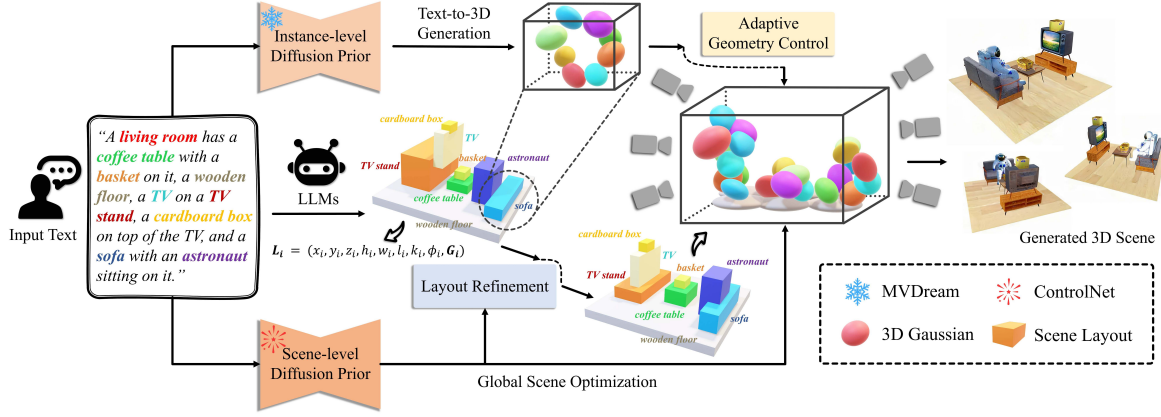 Instance-level
Diffusion Prior
Text-to-3D
Generation
Adaptive
Geometry Control
Input Text
“A living room has a
coffee table with a
basket on it, a wooden
floor, a TV on a TV
stand, a cardboard box
on top of the TV, and a
sofa with an astronaut
sitting on it.”
LLMs
cardboard box
TV
TV stand
basket
astronaut
coffee table
sofa
wooden floor
L_i = (x_i, y_i, z_i, h_i, w_i, l_i, k_i, ϕ_i, G_i)
Layout Refinement
cardboard box
TV
TV stand
basket
astronaut
coffee table
sofa
wooden floor
Scene-level
Diffusion Prior
Global Scene Optimization
Generated 3D Scene
MVDream
ControlNet
3D Gaussian
Scene Layout